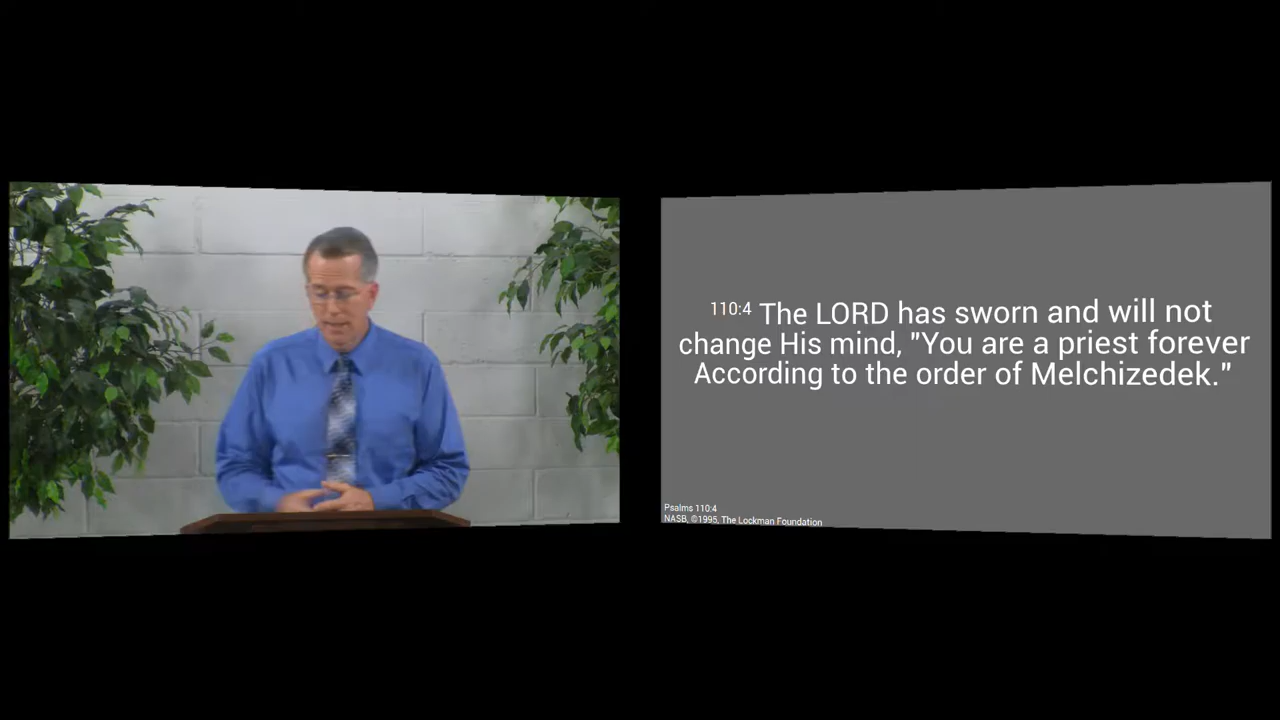 110:4 The LORD has sworn and will not
change His mind, "You are a priest forever
According to the order of Melchizedek."
Psalms 110:4
NASB, ©1995, The Lockman Foundation